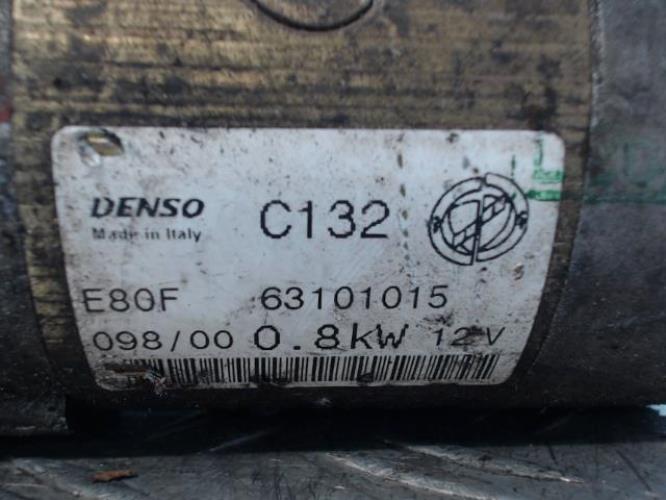 DENSO C132
Made in Italy
E80F 63101015
098/00 0.8kW 12V